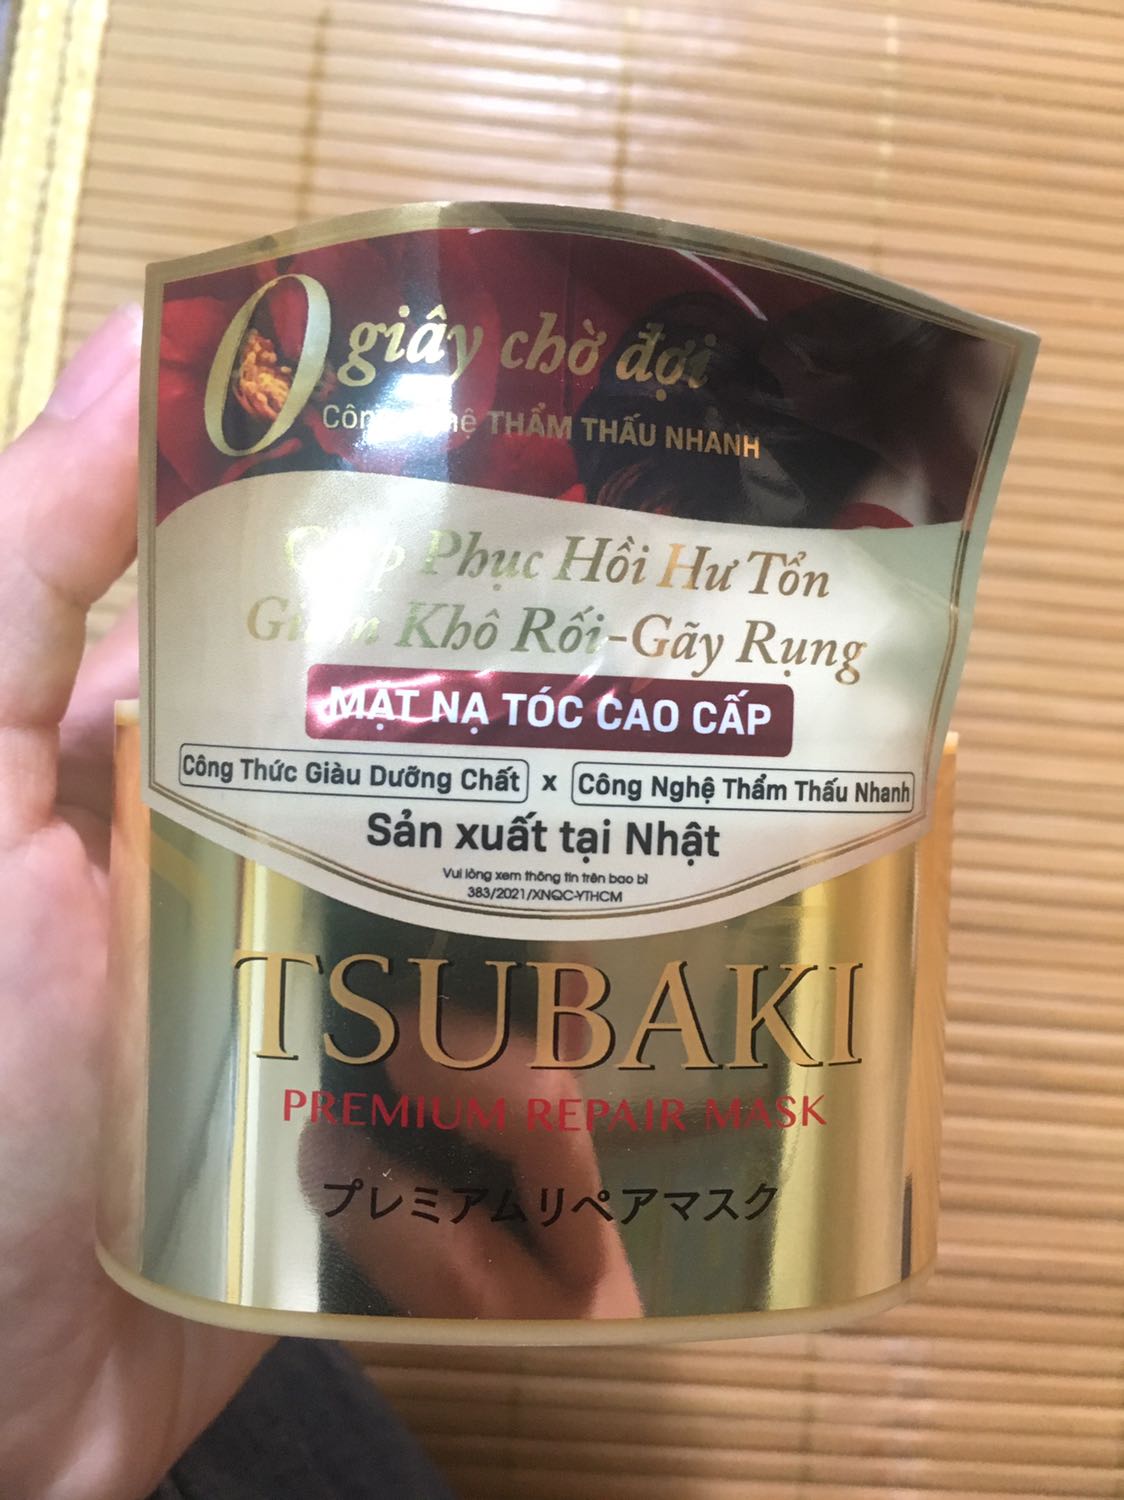 0 giây chờ đợi
THẨM THẤU NHANH
Phục Hồi Hư Tổn
Khô Rối-Gãy Rụng
MẶT NẠ TÓC CAO CẤP
Công Thức Giàu Dưỡng Chất x Công Nghệ Thẩm Thấu Nhanh
Sản xuất tại Nhật
Vui lòng xem thông tin trên bao bì
383/2021/XNQC-YTHCM
TSUBAKI
PREMIUM REPAIR MASK
プレミアムリペアマスク